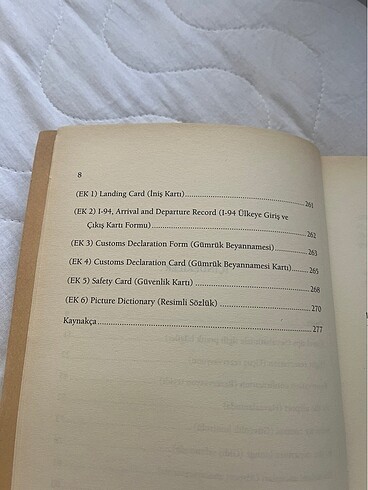 8
(EK 1) Landing Card (İniş Kartı)........................................ 261
(EK 2) I-94, Arrival and Departure Record (I-94 Ülkeye Giriş ve
Çıkış Kartı Formu)........................................ 262
(EK 3) Customs Declaration Form (Gümrük Beyannamesi)............ 263
(EK 4) Customs Declaration Card (Gümrük Beyannamesi Kartı)...... 265
(EK 5) Safety Card (Güvenlik Kartı)........................................ 268
(EK 6) Picture Dictionary (Resimli Sözlük)........................................ 270
Kaynakça........................................ 277